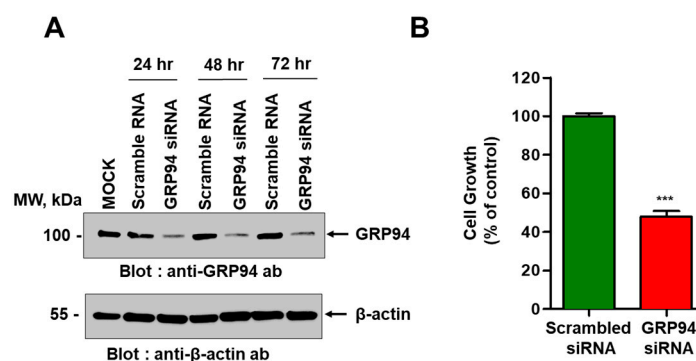 A
24 hr 48 hr 72 hr
MOCK
Scramble RNA
GRP94 siRNA
Scramble RNA
GRP94 siRNA
Scramble RNA
GRP94 siRNA
MW, kDa
100 - GRP94
Blot : anti-GRP94 ab
55 - β-actin
Blot : anti-β-actin ab
B
Cell Growth
(% of control)
120
100
80
60
40
20
0
***
Scrambled
siRNA
GRP94
siRNA